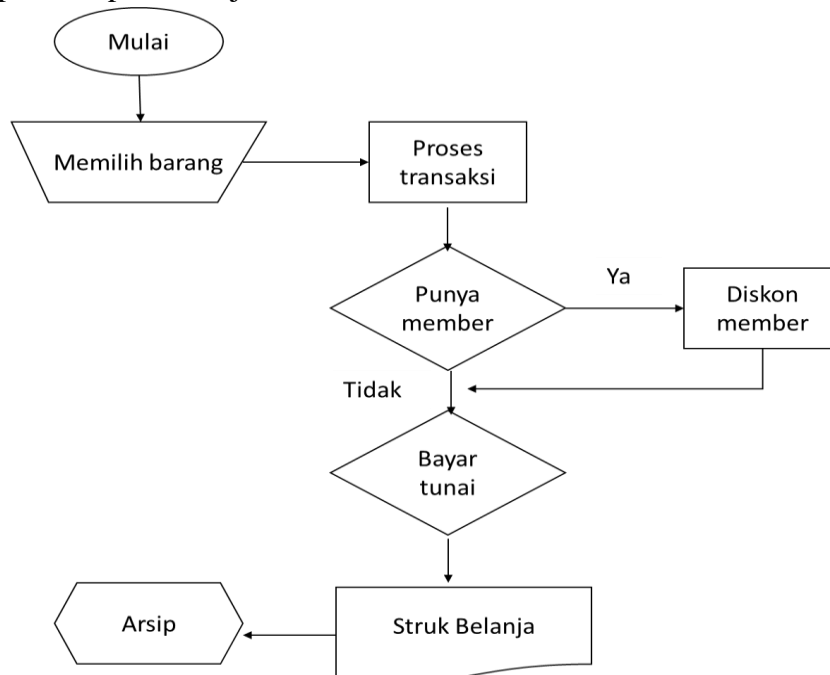 Mulai
Memilih barang
Proses
transaksi
Punya
member
Ya
Diskon
member
Tidak
Bayar
tunai
Struk Belanja
Arsip